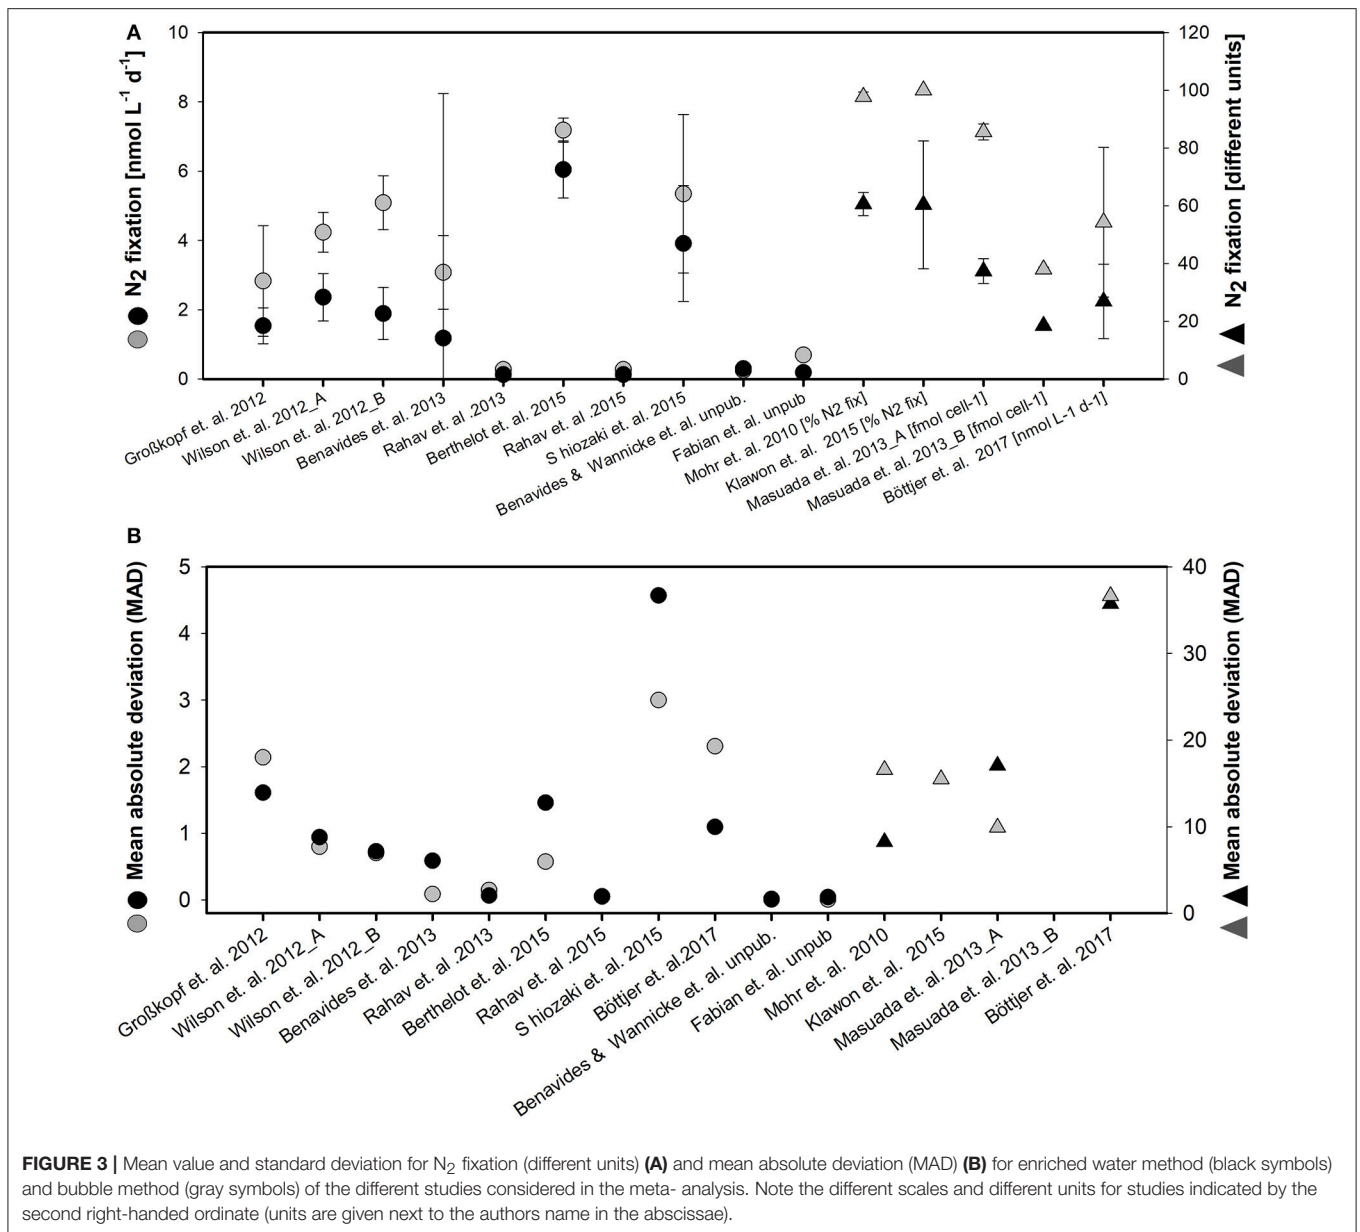 A
N2 fixation [nmol L-1 d-1]
10
8
6
4
2
0
120
100
80
60
40
20
0
N2 fixation [different units]
Großkopf et. al. 2012
Wilson et. al. 2012_A
Wilson et. al. 2012_B
Benavides et. al. 2013
Rahav et. al .2013
Berthelot et. al. 2015
Rahav et. al .2015
S hiozaki et. al. 2015
Benavides & Wannicke et. al. unpub.
Fabian et. al. unpub
Mohr et. al. 2010 [% N2 fix]
Klawon et. al. 2015 [% N2 fix]
Masuada et. al. 2013_A [fmol cell-1]
Masuada et. al. 2013_B [fmol cell-1]
Böttjer et. al. 2017 [nmol L-1 d-1]
B
Mean absolute deviation (MAD)
5
4
3
2
1
0
40
30
20
10
0
Mean absolute deviation (MAD)
Großkopf et. al. 2012
Wilson et. al. 2012_A
Wilson et. al. 2012_B
Benavides et. al. 2013
Rahav et. al. 2013
Berthelot et. al. 2015
Rahav et. al .2015
S hiozaki et. al. 2015
Böttjer et. al.2017
Benavides & Wannicke et. al. unpub.
Fabian et. al. unpub
Mohr et. al. 2010
Klawon et. al. 2015
Masuada et. al. 2013_A
Masuada et. al. 2013_B
Böttjer et. al. 2017
FIGURE 3 | Mean value and standard deviation for N2 fixation (different units) (A) and mean absolute deviation (MAD) (B) for enriched water method (black symbols)
and bubble method (gray symbols) of the different studies considered in the meta- analysis. Note the different scales and different units for studies indicated by the
second right-handed ordinate (units are given next to the authors name in the abscissae).